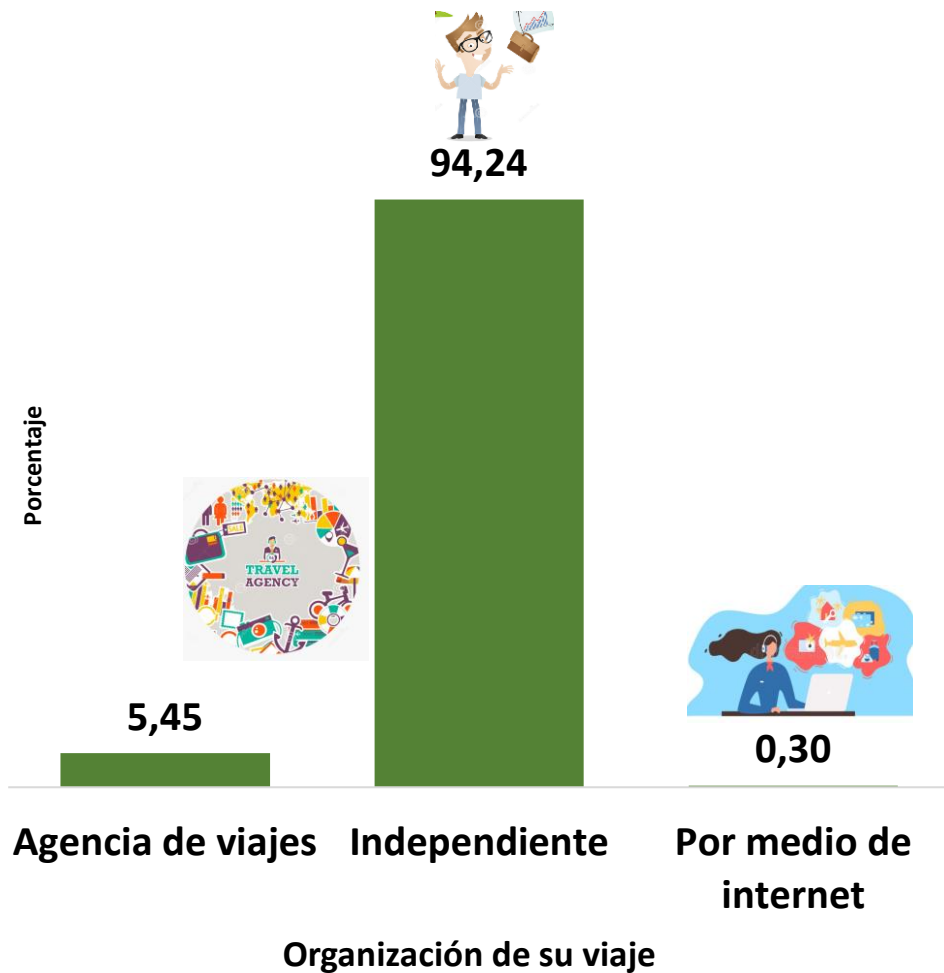 94,24
Porcentaje
TRAVEL
AGENCY
5,45
0,30
Agencia de viajes
Independiente
Por medio de
internet
Organización de su viaje